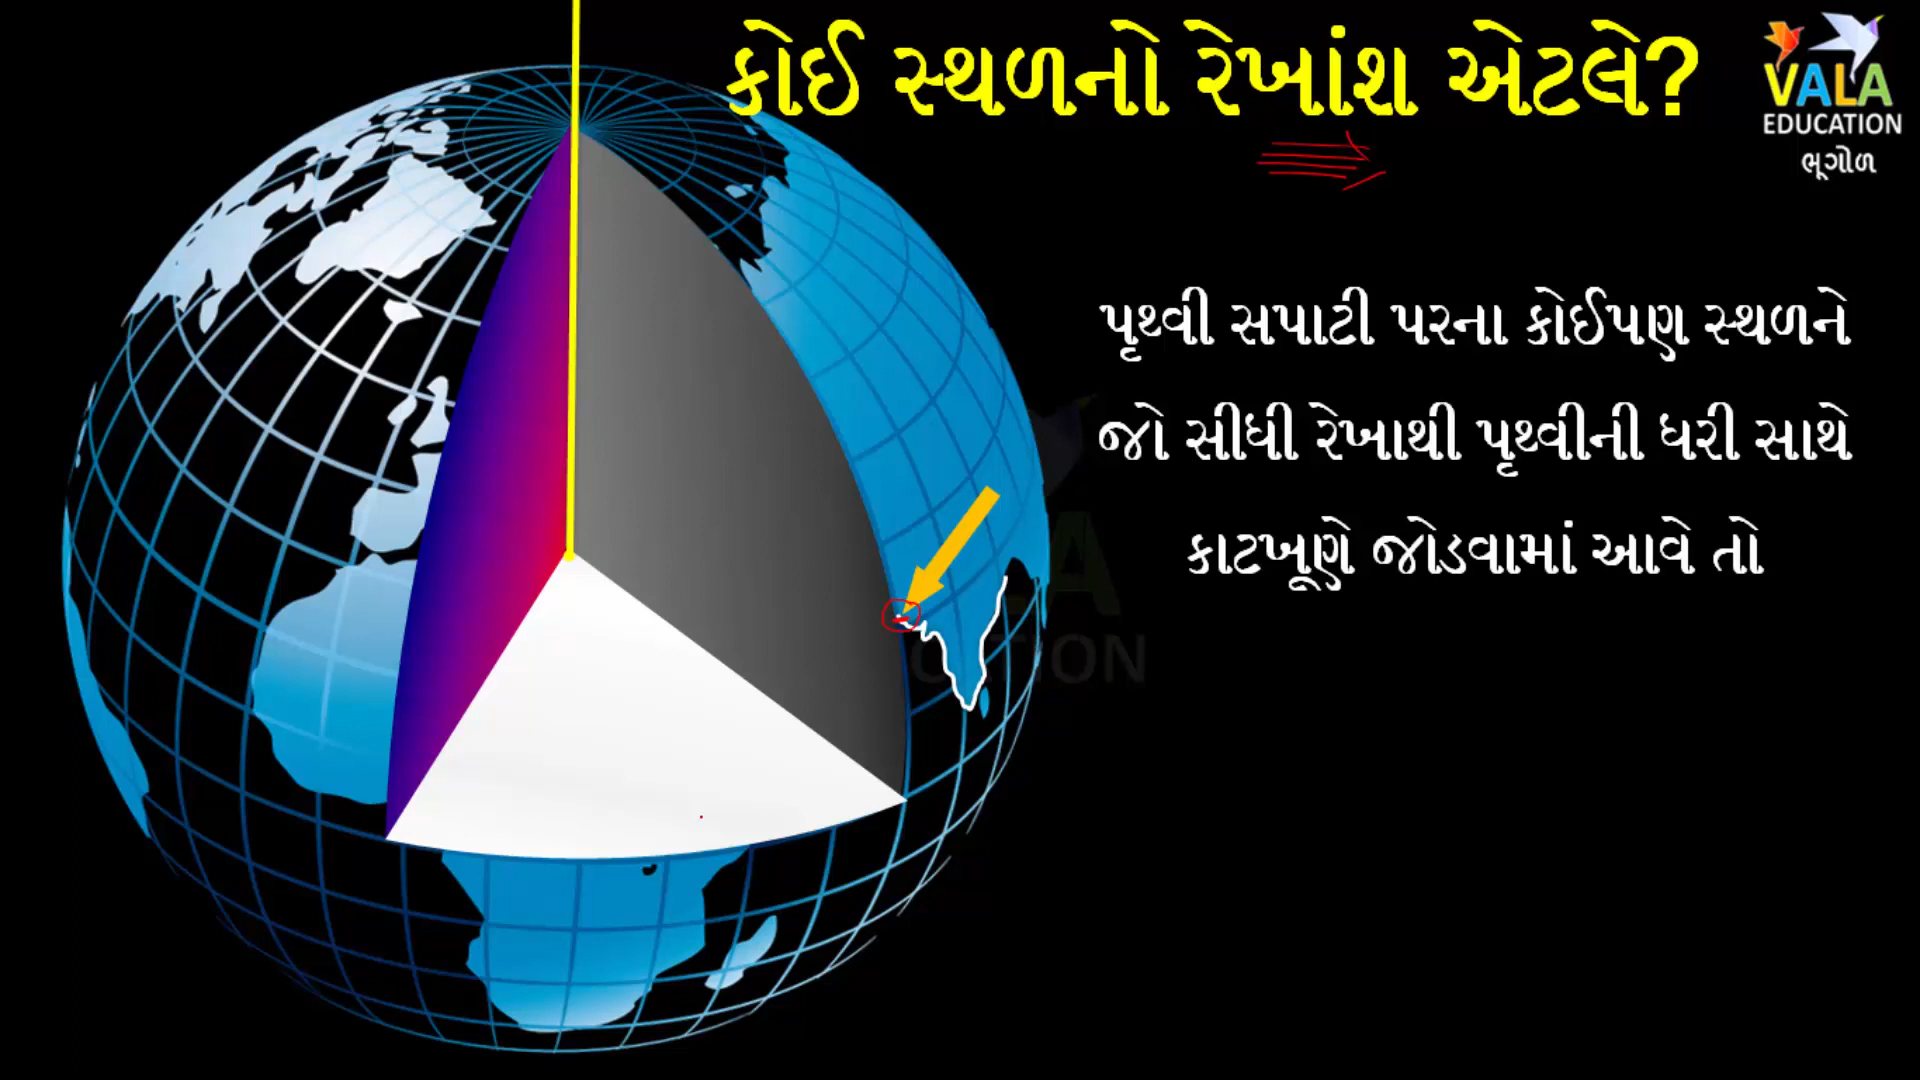 કોઈ સ્થળનો રેખાંશ એટલે?
VALA
EDUCATION
ભૂગોળ
પૃથ્વી સપાટી પરના કોઈપણ સ્થળને
જો સીધી રેખાથી પૃથ્વીની ધરી સાથે
કાટખૂણે જોડવામાં આવે તો